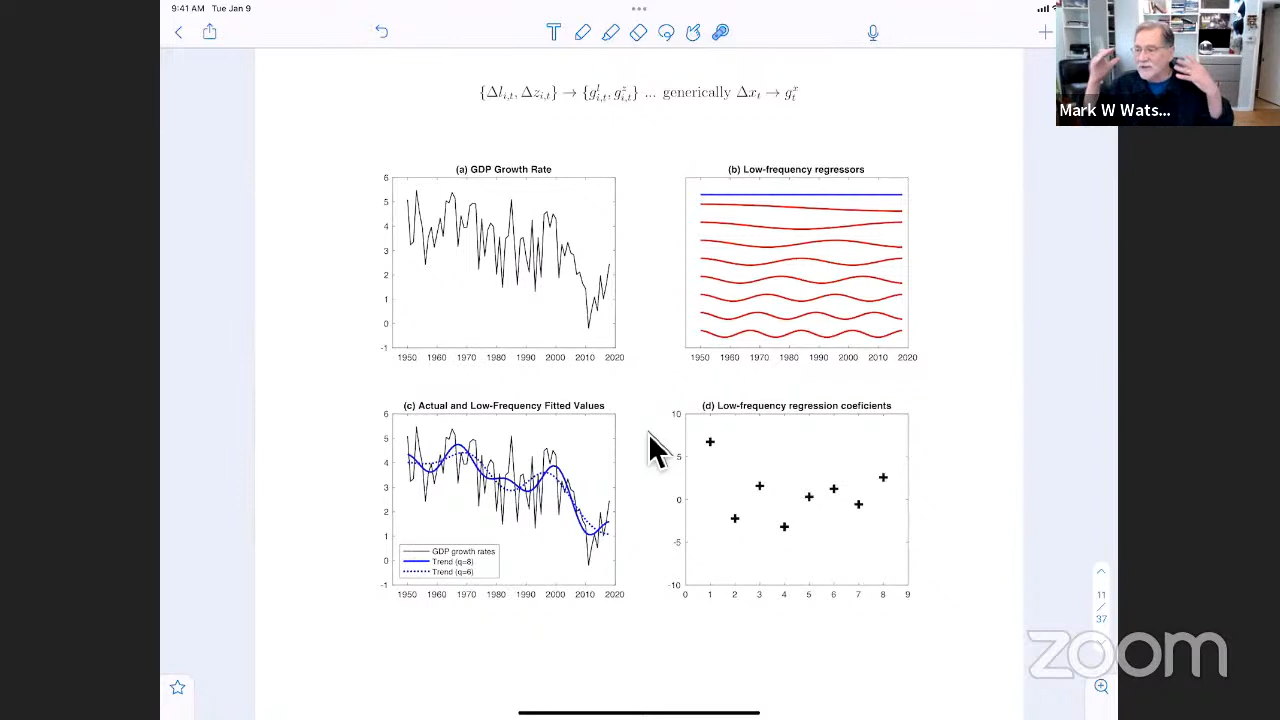 9:41 AM Tue Jan 9
{Δl_{i,t}, Δz_{i,t}} → {g^l_{i,t}, g^z_{i,t}} ... generically Δx_t → g^x_t
Mark W Wats...
(a) GDP Growth Rate
6
5
4
3
2
1
0
-1
1950 1960 1970 1980 1990 2000 2010 2020
(b) Low-frequency regressors
1950 1960 1970 1980 1990 2000 2010 2020
(c) Actual and Low-Frequency Fitted Values
6
5
4
3
2
1
0
-1
GDP growth rates
Trend (q=8)
Trend (q=6)
1950 1960 1970 1980 1990 2000 2010 2020
(d) Low-frequency regression coeficients
10
5
0
-5
-10
0 1 2 3 4 5 6 7 8 9
11
/
37
zoom